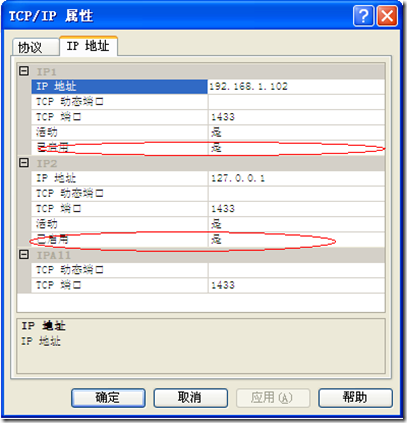 TCP/IP 属性
协议
IP 地址
IP1
IP 地址 192.168.1.102
TCP 动态端口
TCP 端口 1433
活动 是
已启用 是
IP2
IP 地址 127.0.0.1
TCP 动态端口
TCP 端口 1433
活动 是
已启用 是
IPAll
TCP 动态端口
TCP 端口 1433
IP 地址
IP 地址
确定 取消 应用(A) 帮助